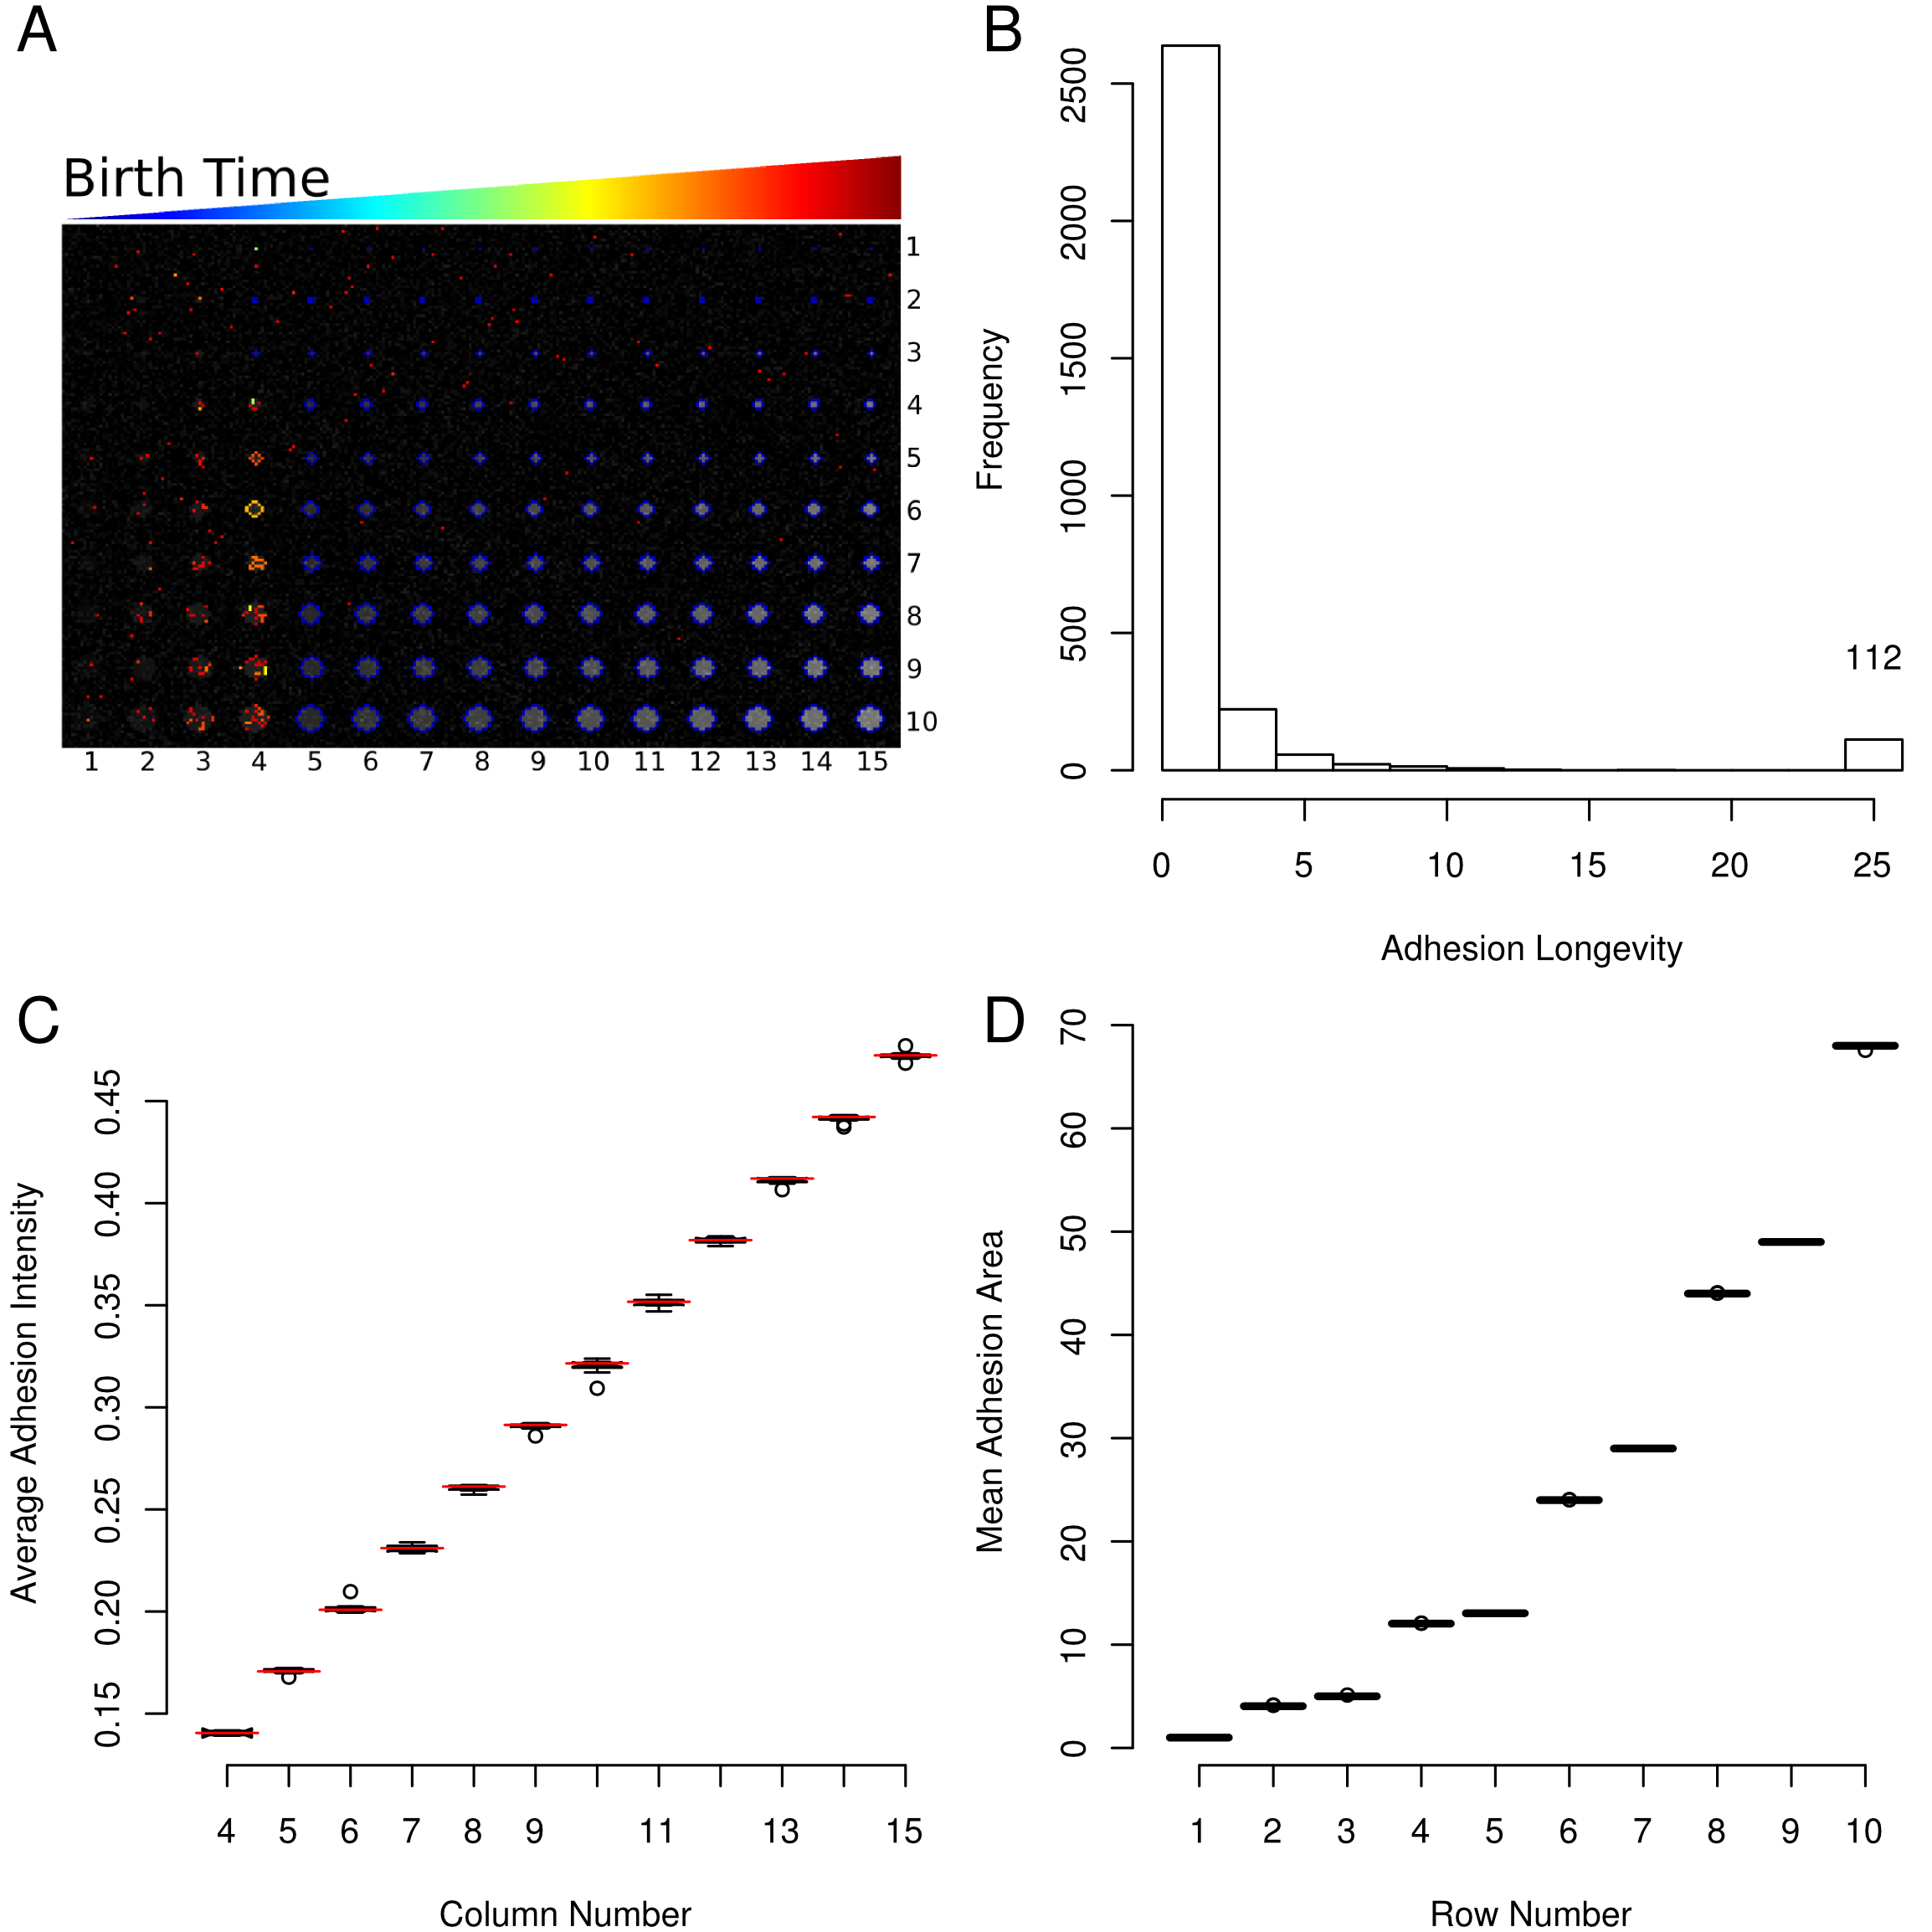 A
Birth Time
1
2
3
4
5
6
7
8
9
10
1 2 3 4 5 6 7 8 9 10 11 12 13 14 15
B
Frequency
0 500 1000 1500 2000 2500
112
0 5 10 15 20 25
Adhesion Longevity
C
Average Adhesion Intensity
0.15 0.20 0.25 0.30 0.35 0.40 0.45
4 5 6 7 8 9 11 13 15
Column Number
D
Mean Adhesion Area
0 10 20 30 40 50 60 70
1 2 3 4 5 6 7 8 9 10
Row Number